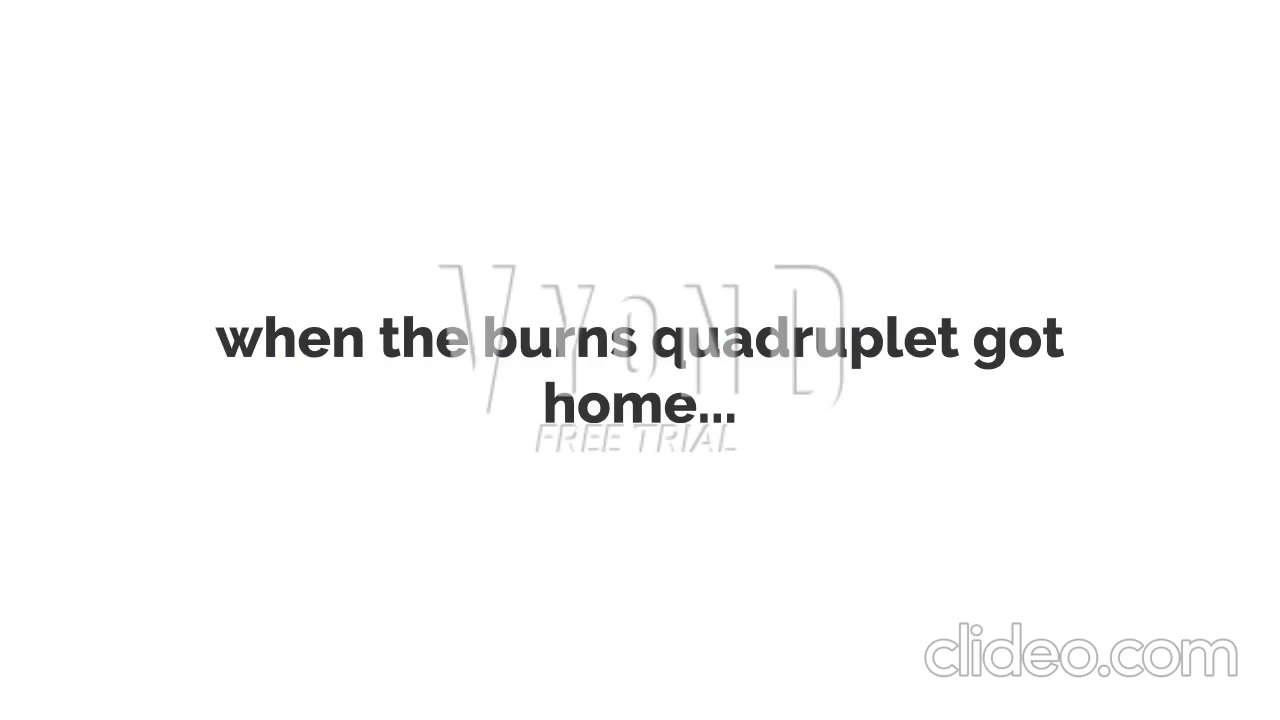 when the burns quadruplet got
home...
VYOND
FREE TRIAL
clideo.com